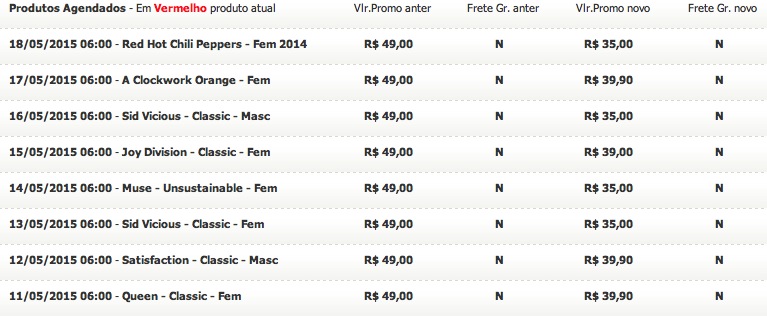 Produtos Agendados - Em Vermelho produto atual Vlr.Promo anter Frete Gr. anter Vlr.Promo novo Frete Gr. novo
18/05/2015 06:00 - Red Hot Chili Peppers - Fem 2014 R$ 49,00 N R$ 35,00 N
17/05/2015 06:00 - A Clockwork Orange - Fem R$ 49,00 N R$ 39,90 N
16/05/2015 06:00 - Sid Vicious - Classic - Masc R$ 49,00 N R$ 35,00 N
15/05/2015 06:00 - Joy Division - Classic - Fem R$ 49,00 N R$ 39,00 N
14/05/2015 06:00 - Muse - Unsustainable - Fem R$ 49,00 N R$ 35,00 N
13/05/2015 06:00 - Sid Vicious - Classic - Fem R$ 49,00 N R$ 35,00 N
12/05/2015 06:00 - Satisfaction - Classic - Masc R$ 49,00 N R$ 39,90 N
11/05/2015 06:00 - Queen - Classic - Fem R$ 49,00 N R$ 39,90 N